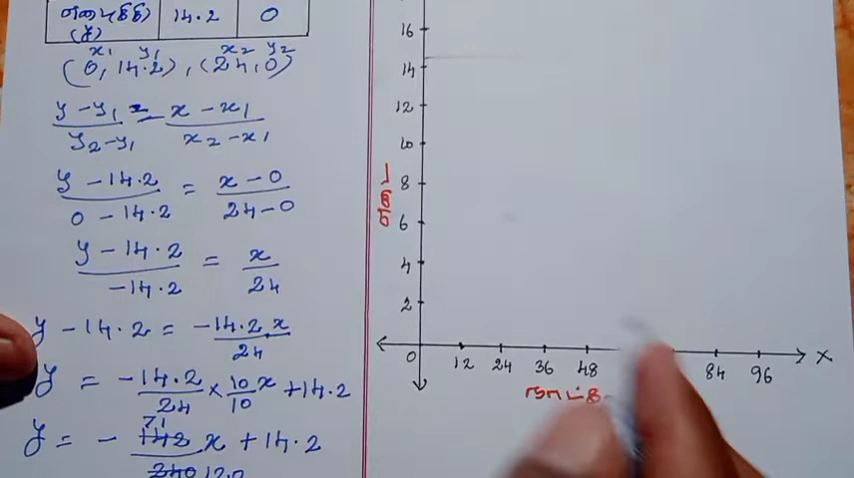 (y) 14.2 0
x₁ y₁ x₂ y₂
(0, 14.2), (24,0)
y - y₁ / y₂ - y₁ = x - x₁ / x₂ - x₁
y - 14.2 / 0 - 14.2 = x - 0 / 24 - 0
y - 14.2 / -14.2 = x / 24
y - 14.2 = -14.2x / 24
y = -14.2 / 24 × 10 / 10 x + 14.2
71
y = - 142 / 240 x + 14.2
120
16
14
12
10
8
6
4
2
0 12 24 36 48 84 96 X